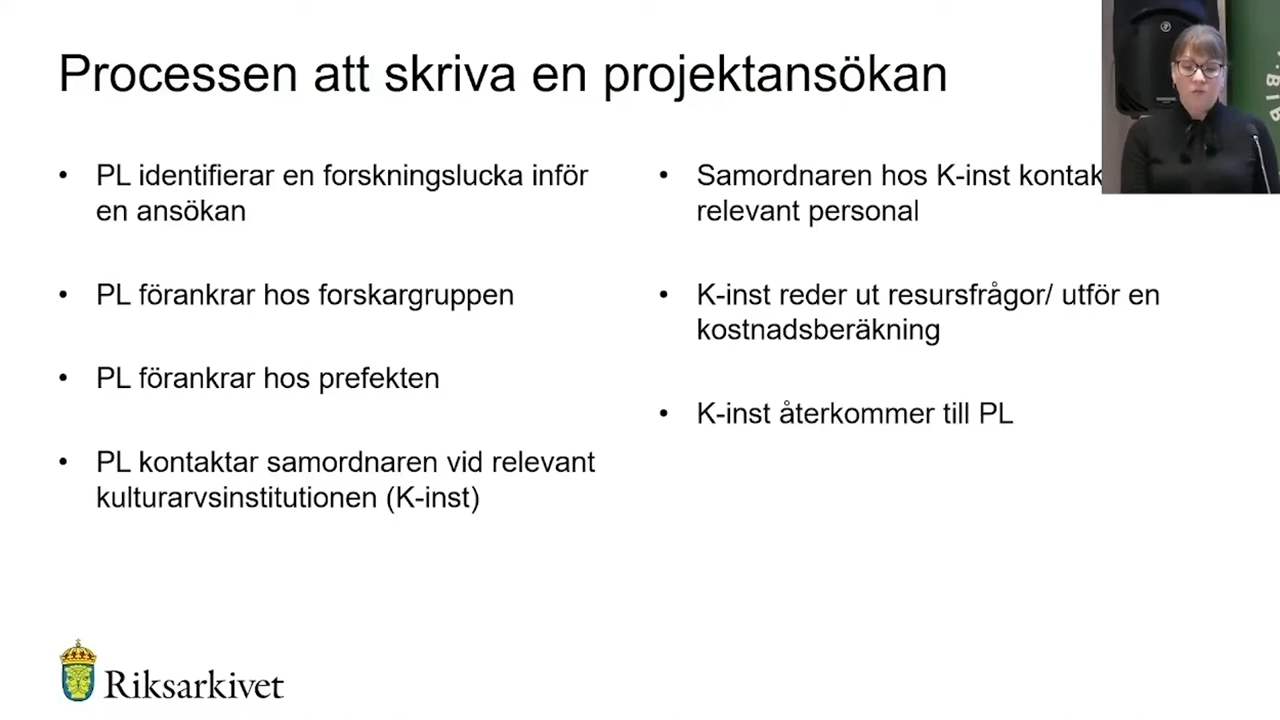 Processen att skriva en projektansökan
• PL identifierar en forskningslucka inför
en ansökan
• PL förankrar hos forskargruppen
• PL förankrar hos prefekten
• PL kontaktar samordnaren vid relevant
kulturarvsinstitutionen (K-inst)
• Samordnaren hos K-inst
relevant personal
• K-inst reder ut resursfrågor/ utför en
kostnadsberäkning
• K-inst återkommer till PL
Riksarkivet